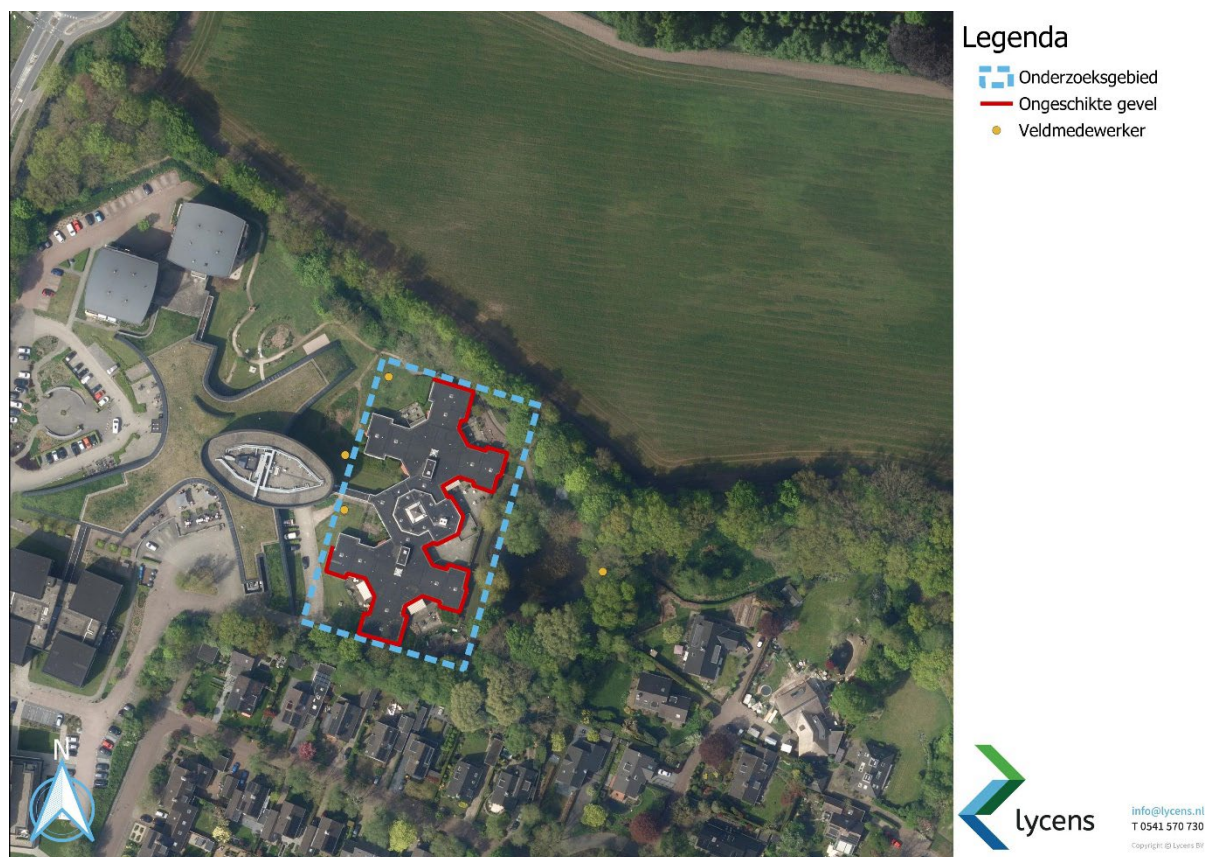 Legenda
Onderzoeksgebied
Ongeschikte gevel
Veldmedewerker
N
lycens
info@lycens.nl
T 0541 570 730
Copyright @ Lycens BV